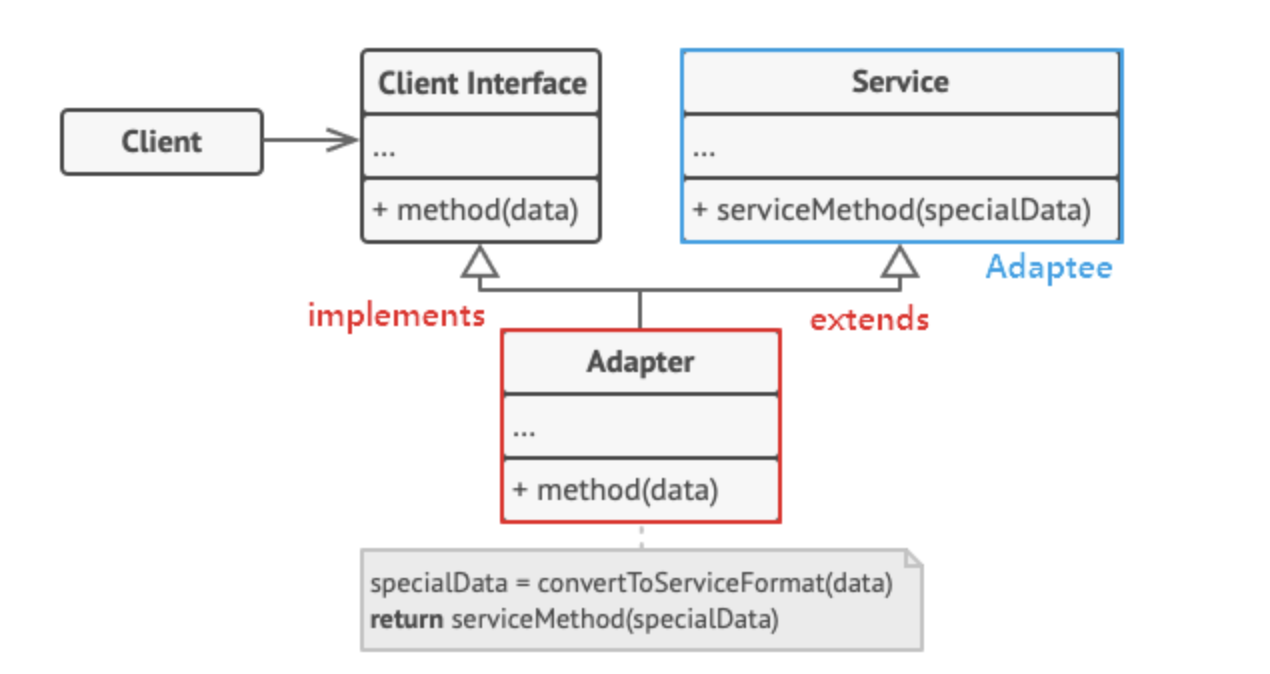 Client
Client Interface
...
+ method(data)
Service
...
+ serviceMethod(specialData)
Adaptee
implements
extends
Adapter
...
+ method(data)
specialData = convertToServiceFormat(data)
return serviceMethod(specialData)